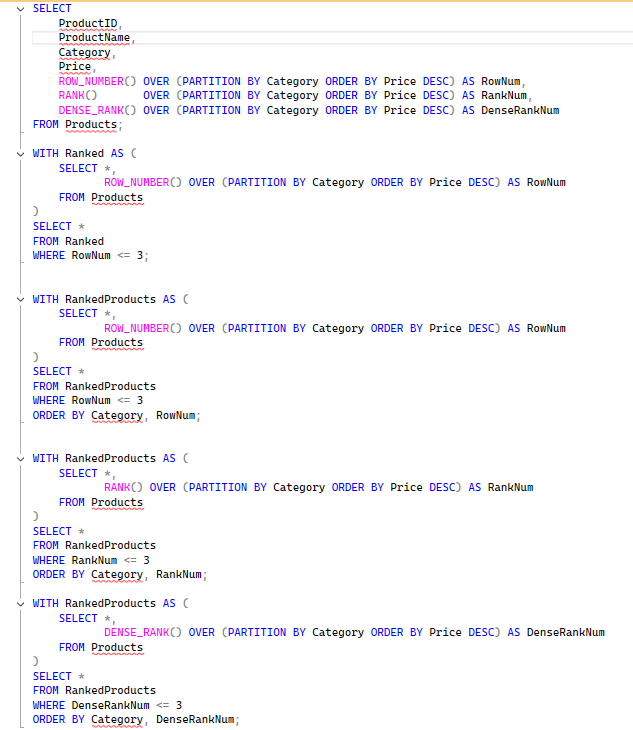 SELECT
    ProductID,
    ProductName,
    Category,
    Price,
    ROW_NUMBER() OVER (PARTITION BY Category ORDER BY Price DESC) AS RowNum,
    RANK()       OVER (PARTITION BY Category ORDER BY Price DESC) AS RankNum,
    DENSE_RANK() OVER (PARTITION BY Category ORDER BY Price DESC) AS DenseRankNum
FROM Products;
WITH Ranked AS (
    SELECT *,
           ROW_NUMBER() OVER (PARTITION BY Category ORDER BY Price DESC) AS RowNum
    FROM Products
)
SELECT *
FROM Ranked
WHERE RowNum <= 3;
WITH RankedProducts AS (
    SELECT *,
           ROW_NUMBER() OVER (PARTITION BY Category ORDER BY Price DESC) AS RowNum
    FROM Products
)
SELECT *
FROM RankedProducts
WHERE RowNum <= 3
ORDER BY Category, RowNum;
WITH RankedProducts AS (
    SELECT *,
           RANK() OVER (PARTITION BY Category ORDER BY Price DESC) AS RankNum
    FROM Products
)
SELECT *
FROM RankedProducts
WHERE RankNum <= 3
ORDER BY Category, RankNum;
WITH RankedProducts AS (
    SELECT *,
           DENSE_RANK() OVER (PARTITION BY Category ORDER BY Price DESC) AS DenseRankNum
    FROM Products
)
SELECT *
FROM RankedProducts
WHERE DenseRankNum <= 3
ORDER BY Category, DenseRankNum;